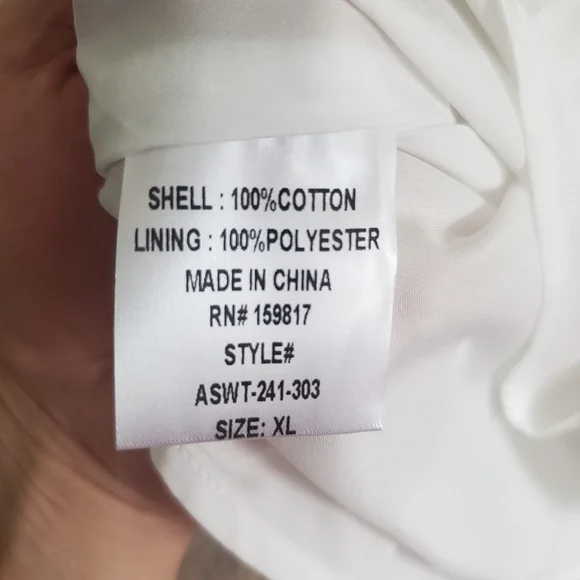 SHELL : 100%COTTON
LINING : 100%POLYESTER
MADE IN CHINA
RN# 159817
STYLE#
ASWT-241-303
SIZE: XL